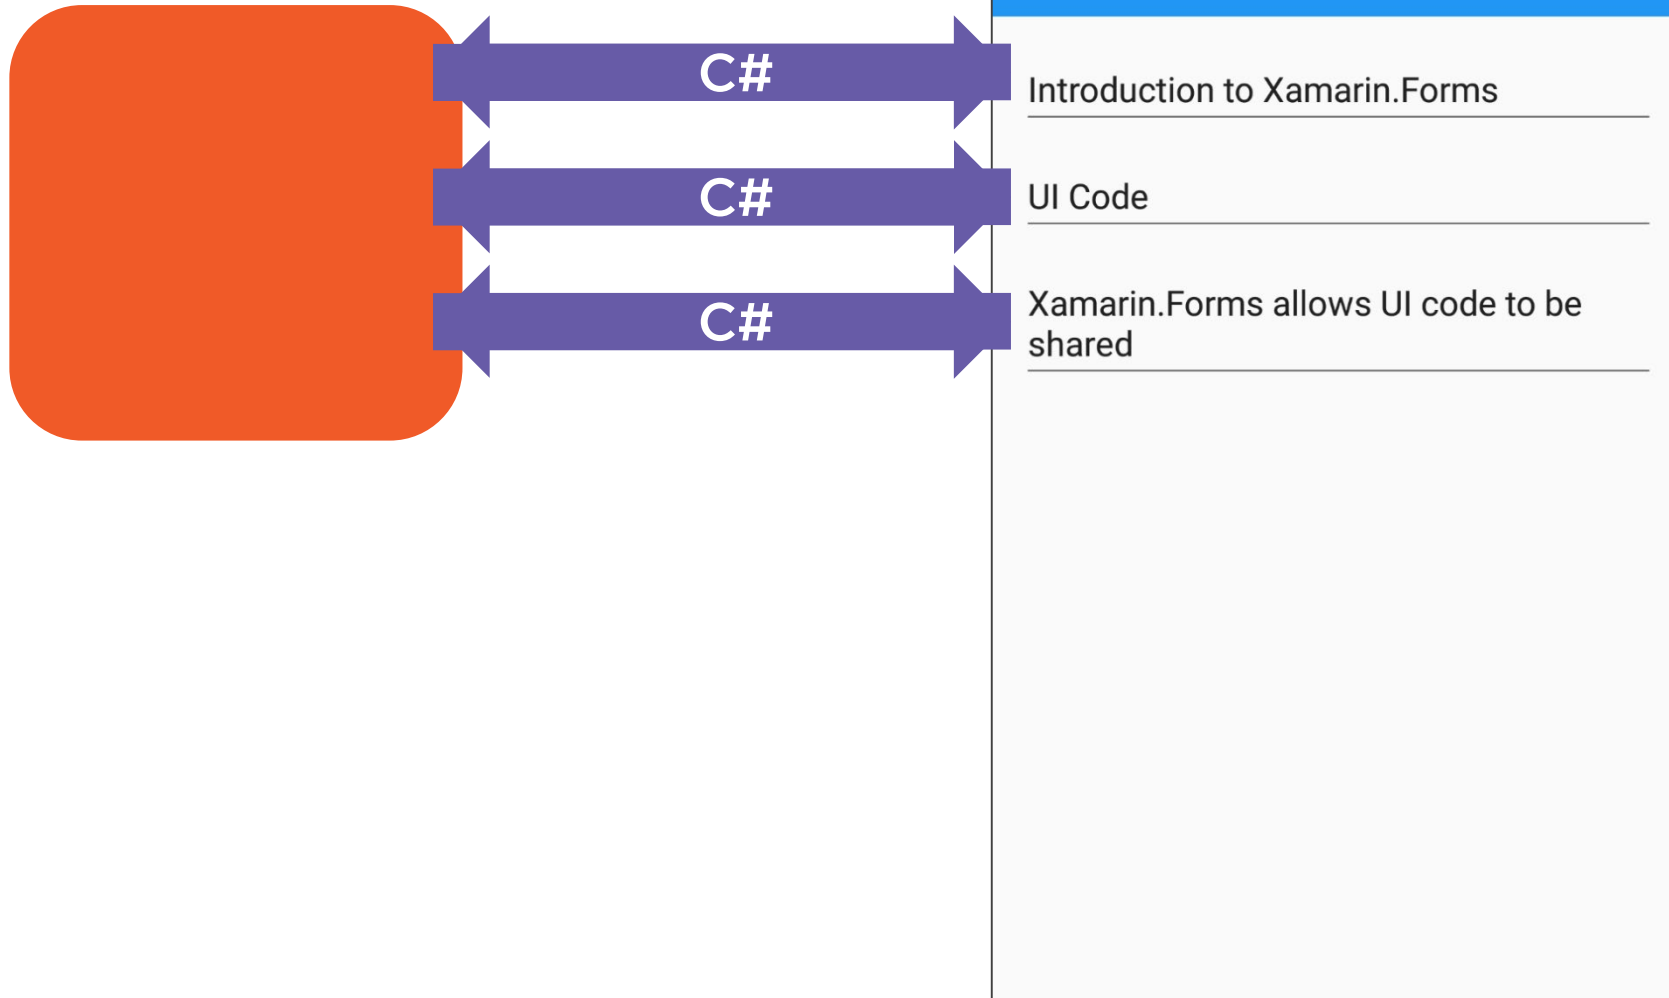 C#
Introduction to Xamarin.Forms
C#
UI Code
C#
Xamarin.Forms allows UI code to be
shared